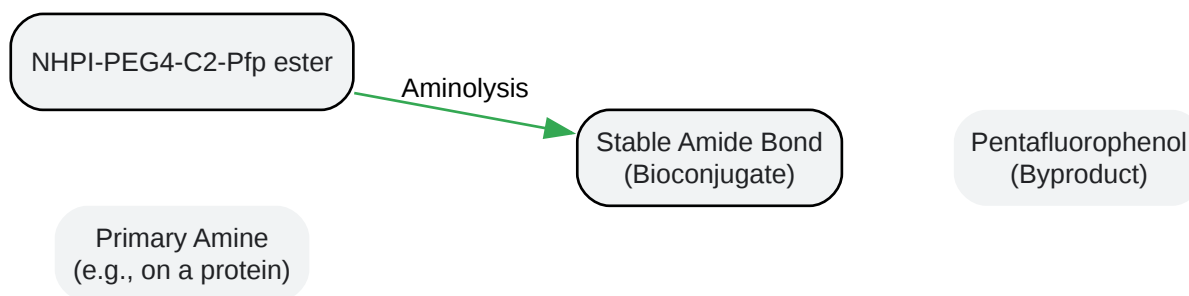 NHPI-PEG4-C2-Pfp ester
Aminolysis
Stable Amide Bond
(Bioconjugate)
Pentafluorophenol
(Byproduct)
Primary Amine
(e.g., on a protein)